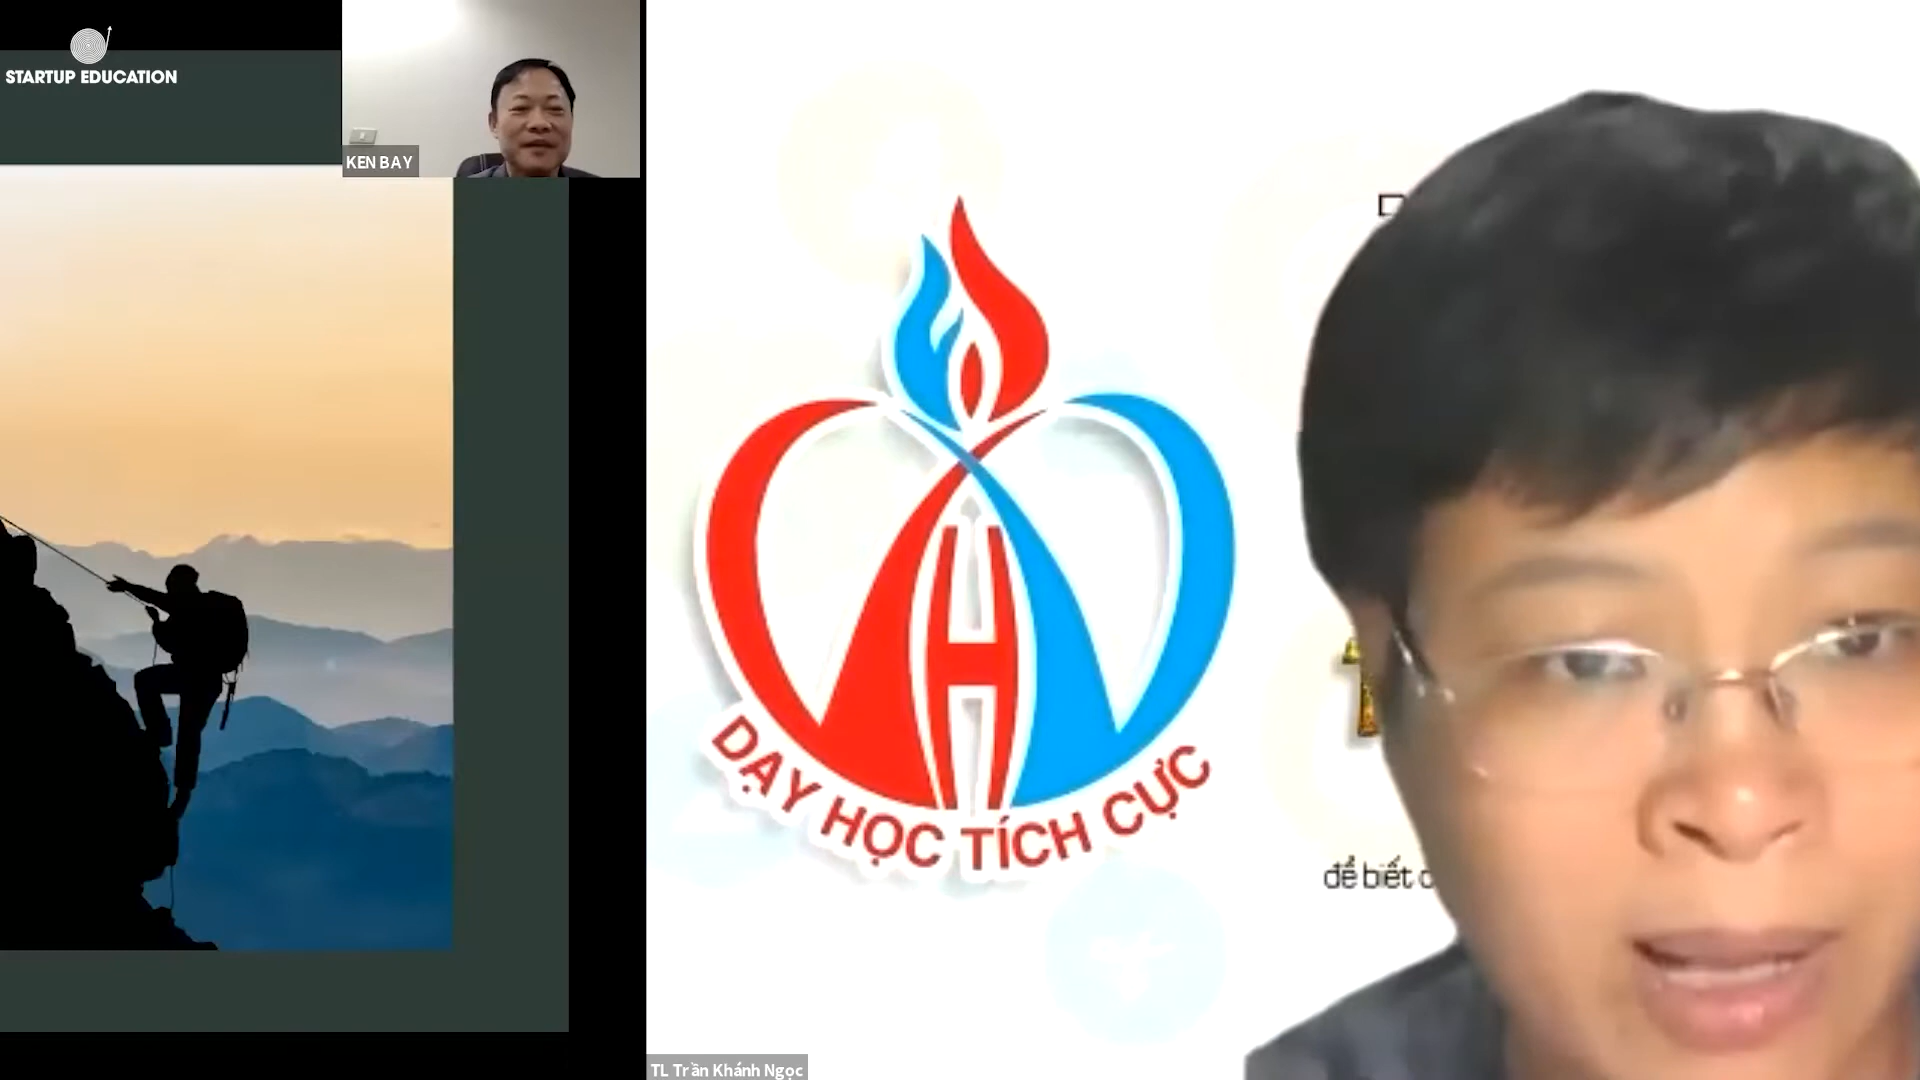 STARTUP EDUCATION
KEN BAY
H
DẠY HỌC TÍCH CỰC
để biết
TL Trần Khánh Ngọc